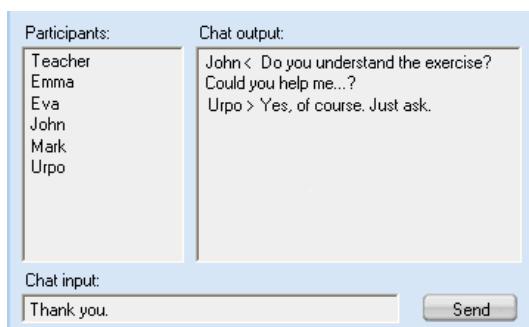 Participants:
Teacher
Emma
Eva
John
Mark
Urpo
Chat output:
John < Do you understand the exercise?
Could you help me...?
Urpo > Yes, of course. Just ask.
Chat input:
Thank you.
Send